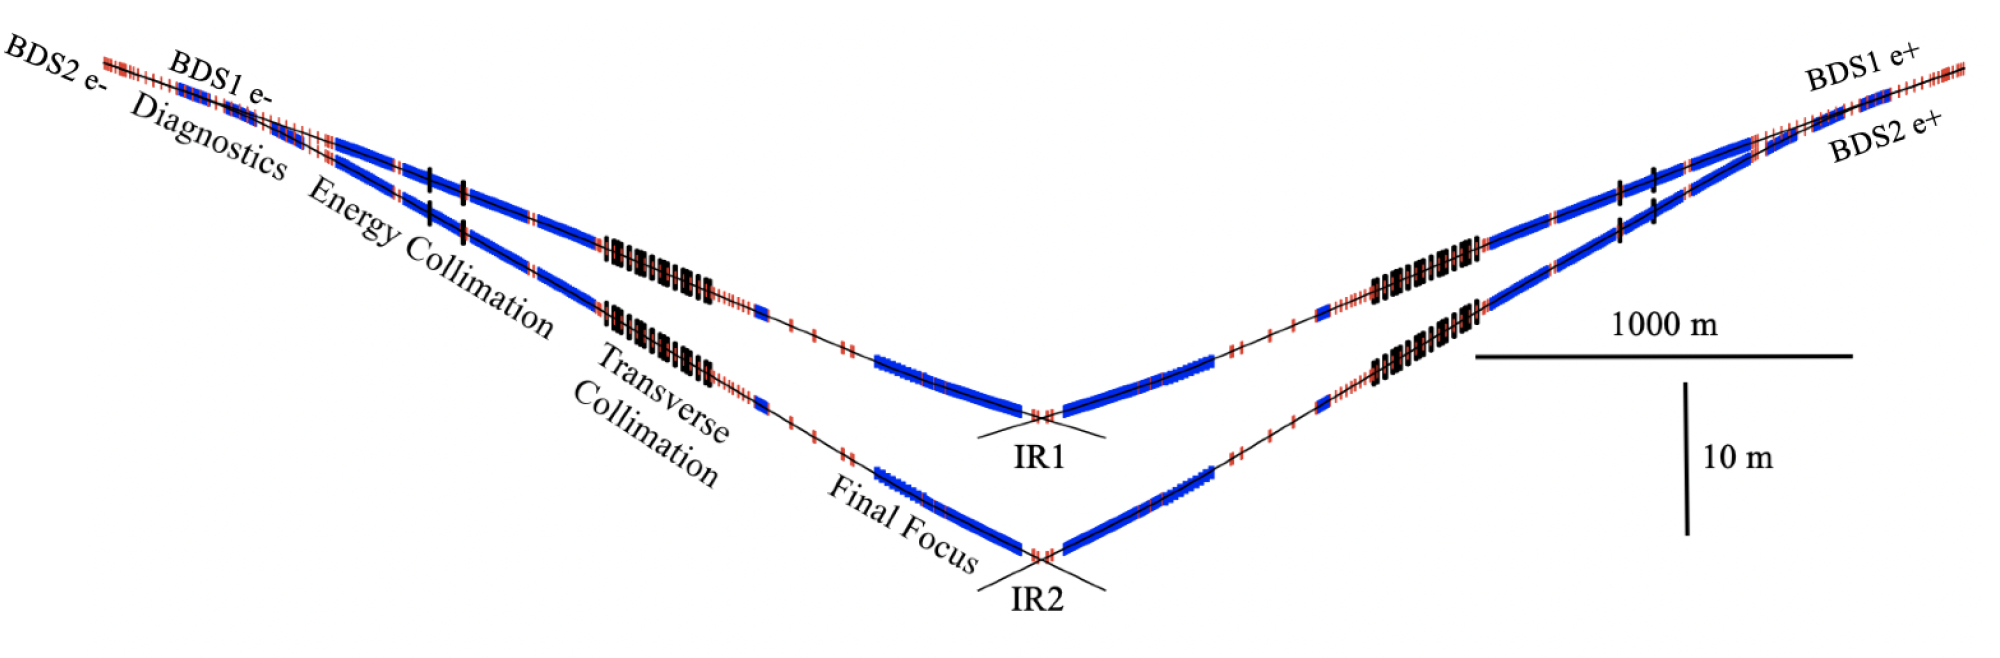 BDS2 e-
BDS1 e-
Diagnostics
Energy Collimation
Transverse
Collimation
Final Focus
IR1
IR2
BDS1 e+
BDS2 e+
1000 m
10 m